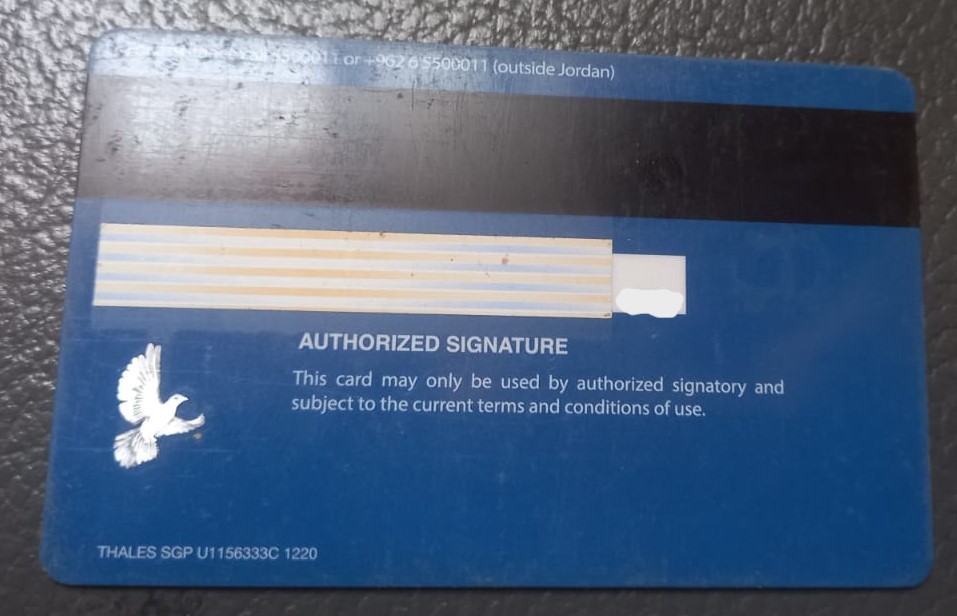 5500011 or +962 6 5500011 (outside Jordan)
AUTHORIZED SIGNATURE
This card may only be used by authorized signatory and
subject to the current terms and conditions of use.
THALES SGP U1156333C 1220